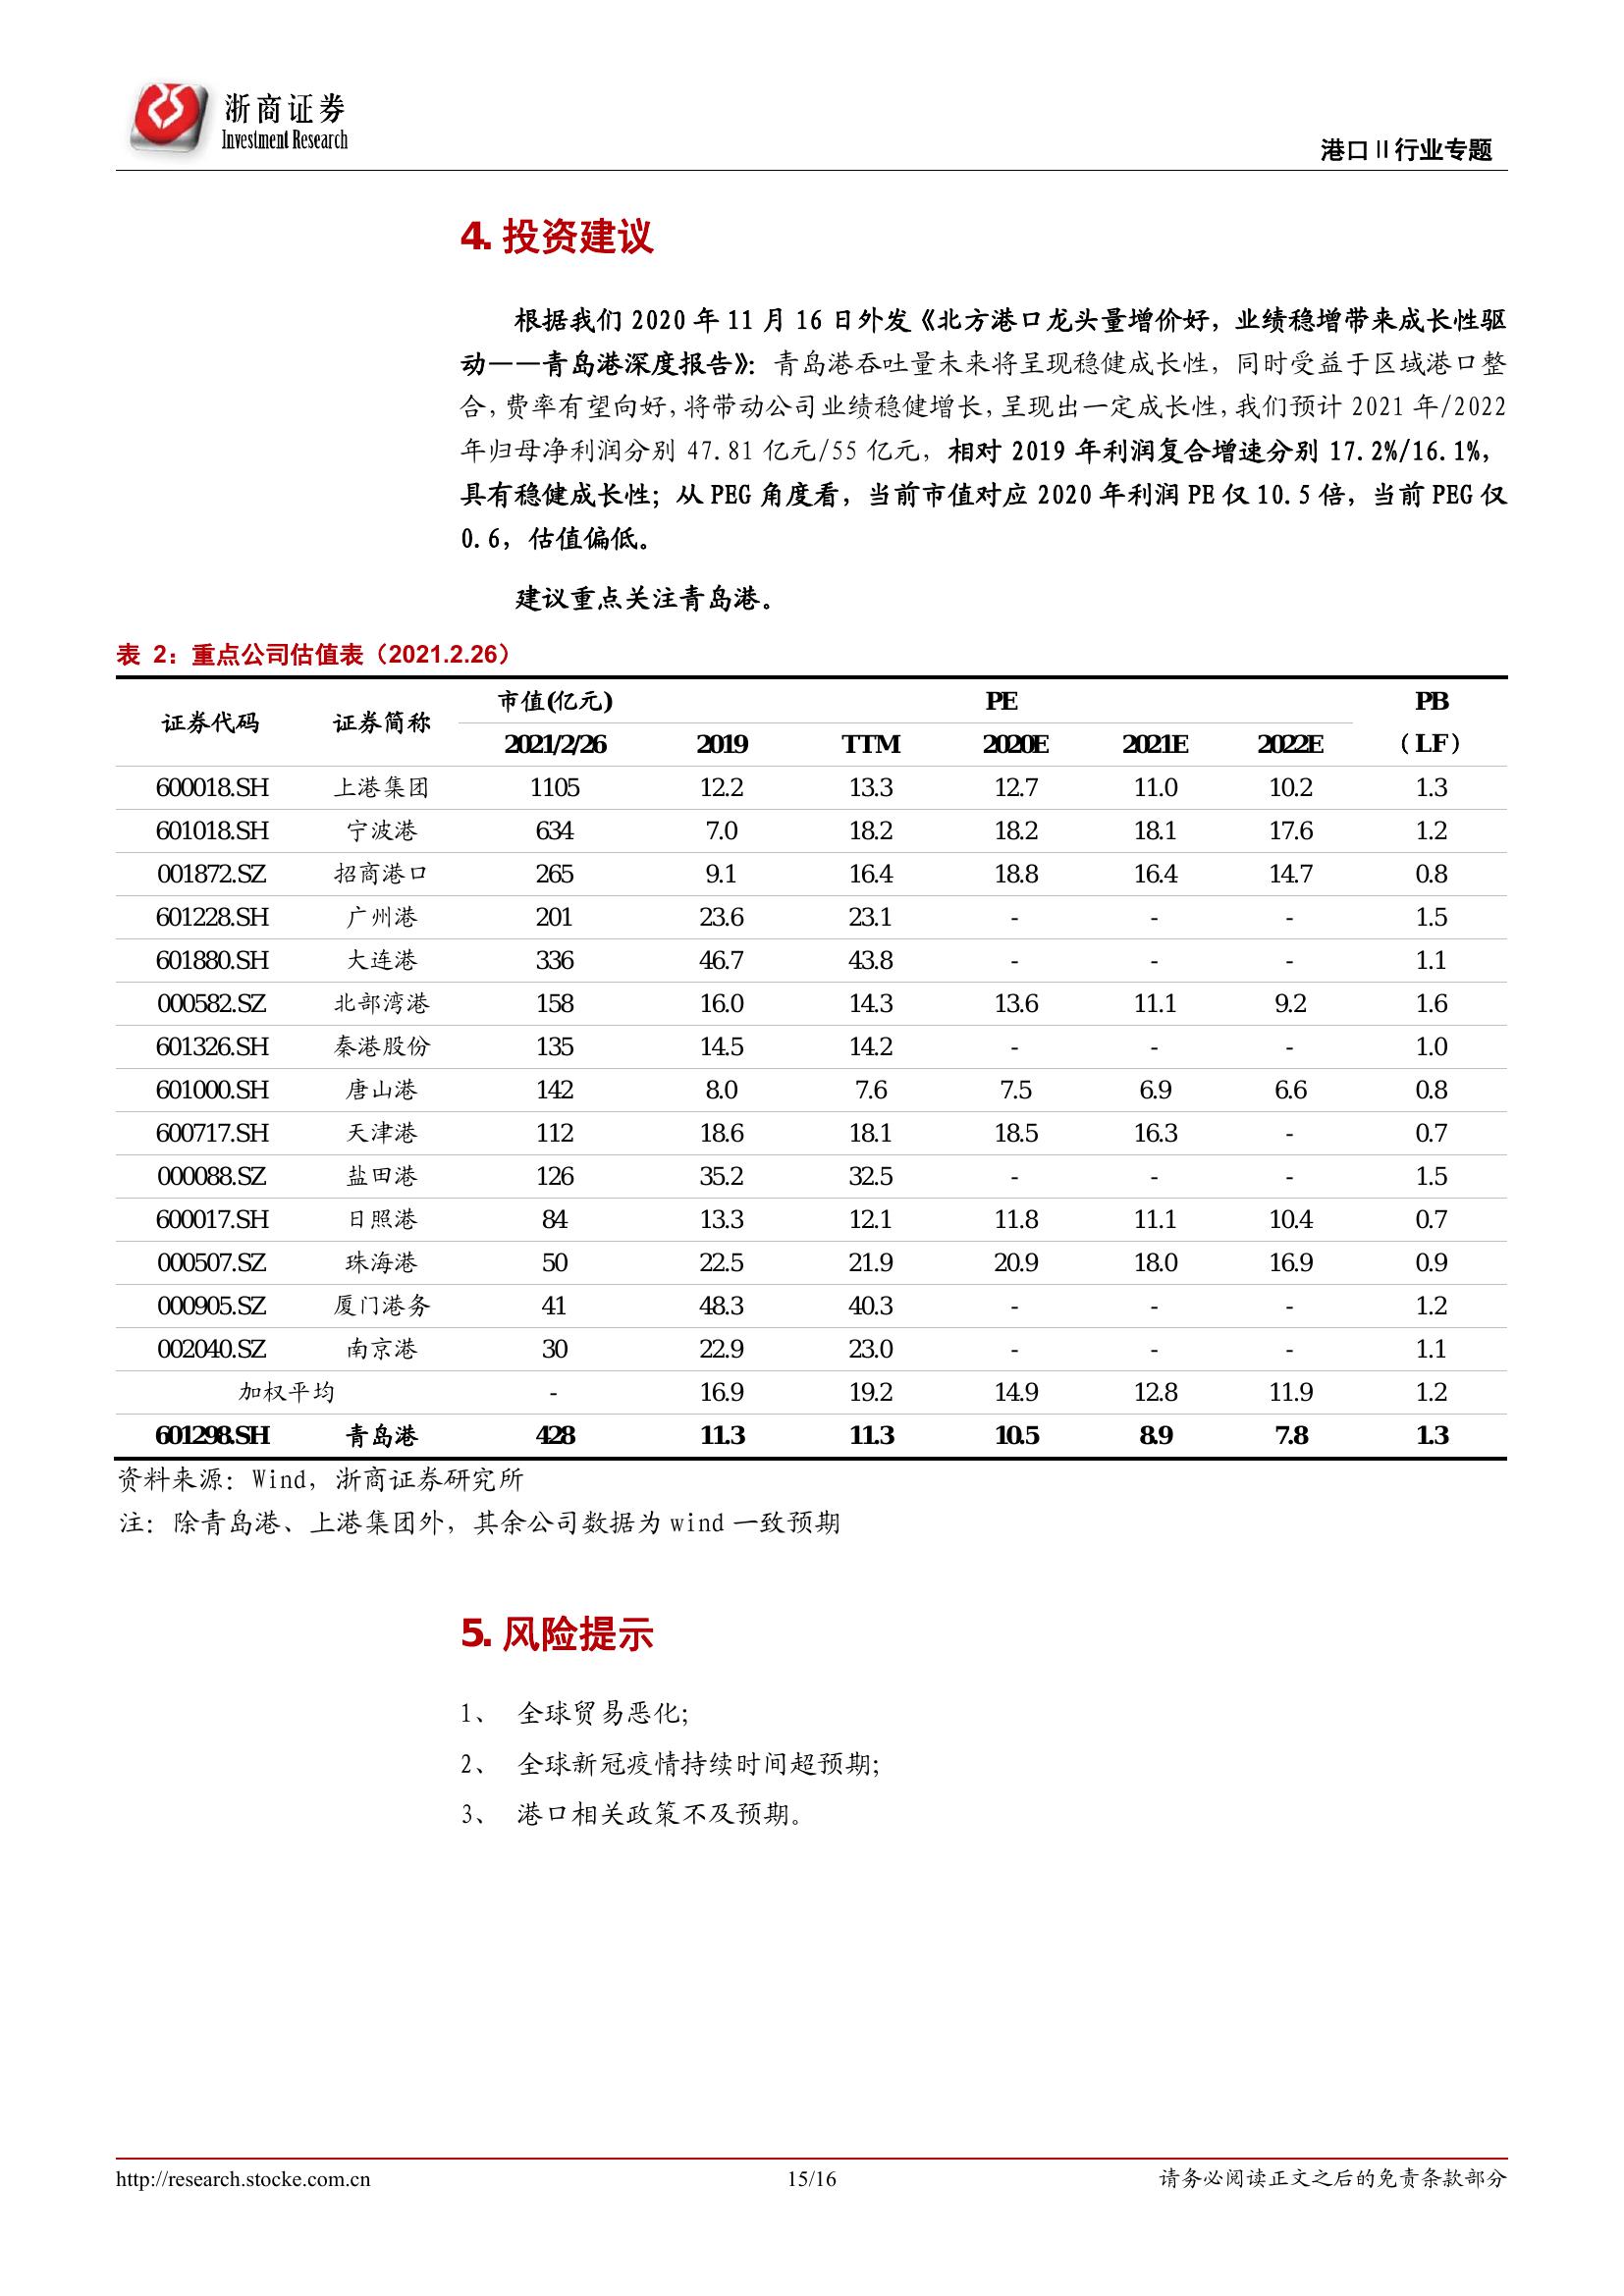 浙商证券
Investment Research
港口Ⅱ行业专题
4. 投资建议
根据我们 2020 年 11 月 16 日外发《北方港口龙头量增价好，业绩稳增带来成长性驱
动——青岛港深度报告》：青岛港吞吐量未来将呈现稳健成长性，同时受益于区域港口整
合，费率有望向好，将带动公司业绩稳健增长，呈现出一定成长性，我们预计 2021 年/2022
年归母净利润分别 47.81 亿元/55 亿元，相对 2019 年利润复合增速分别 17.2%/16.1%，
具有稳健成长性；从 PEG 角度看，当前市值对应 2020 年利润 PE 仅 10.5 倍，当前 PEG 仅
0.6，估值偏低。
建议重点关注青岛港。
表 2：重点公司估值表（2021.2.26）
证券代码 证券简称 市值(亿元) PE PB
2021/2/26 2019 TTM 2020E 2021E 2022E （LF）
600018.SH 上港集团 1105 12.2 13.3 12.7 11.0 10.2 1.3
601018.SH 宁波港 634 7.0 18.2 18.2 18.1 17.6 1.2
001872.SZ 招商港口 265 9.1 16.4 18.8 16.4 14.7 0.8
601228.SH 广州港 201 23.6 23.1 - - - 1.5
601880.SH 大连港 336 46.7 43.8 - - - 1.1
000582.SZ 北部湾港 158 16.0 14.3 13.6 11.1 9.2 1.6
601326.SH 秦港股份 135 14.5 14.2 - - - 1.0
601000.SH 唐山港 142 8.0 7.6 7.5 6.9 6.6 0.8
600717.SH 天津港 112 18.6 18.1 18.5 16.3 - 0.7
000088.SZ 盐田港 126 35.2 32.5 - - - 1.5
600017.SH 日照港 84 13.3 12.1 11.8 11.1 10.4 0.7
000507.SZ 珠海港 50 22.5 21.9 20.9 18.0 16.9 0.9
000905.SZ 厦门港务 41 48.3 40.3 - - - 1.2
002040.SZ 南京港 30 22.9 23.0 - - - 1.1
加权平均 - 16.9 19.2 14.9 12.8 11.9 1.2
601298.SH 青岛港 428 11.3 11.3 10.5 8.9 7.8 1.3
资料来源：Wind，浙商证券研究所
注：除青岛港、上港集团外，其余公司数据为 wind 一致预期
5. 风险提示
1、 全球贸易恶化；
2、 全球新冠疫情持续时间超预期；
3、 港口相关政策不及预期。
http://research.stocke.com.cn 15/16 请务必阅读正文之后的免责条款部分